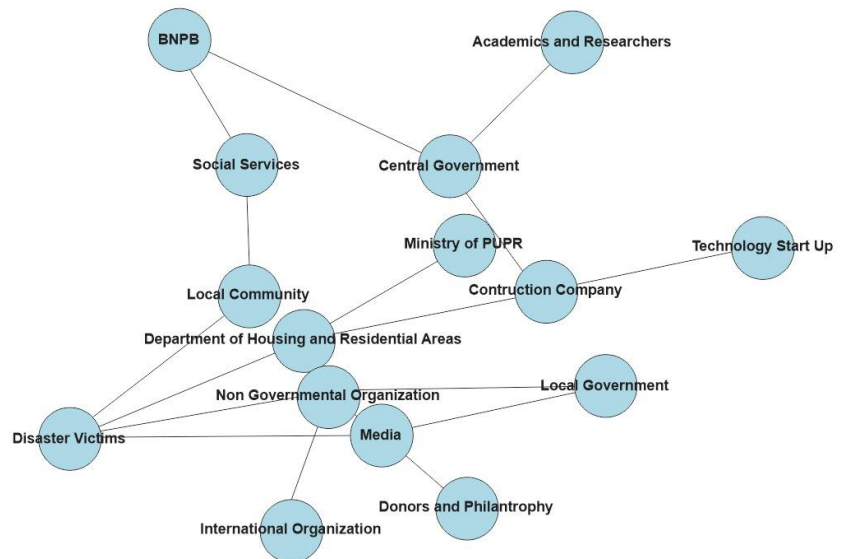 BNPB
Academics and Researchers
Social Services
Central Government
Ministry of PUPR
Technology Start Up
Contruction Company
Local Community
Department of Housing and Residential Areas
Local Government
Non Governmental Organization
Disaster Victims
Media
Donors and Philantrophy
International Organization